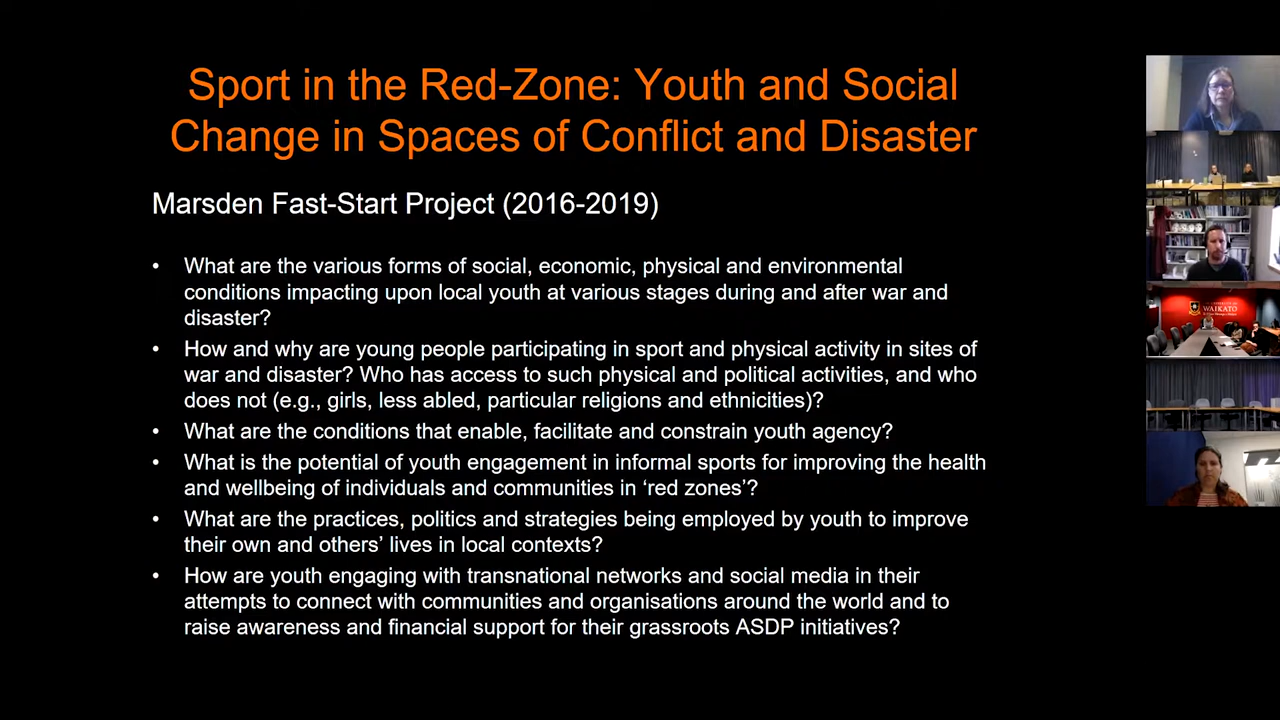 Sport in the Red-Zone: Youth and Social
Change in Spaces of Conflict and Disaster
Marsden Fast-Start Project (2016-2019)
• What are the various forms of social, economic, physical and environmental
conditions impacting upon local youth at various stages during and after war and
disaster?
• How and why are young people participating in sport and physical activity in sites of
war and disaster? Who has access to such physical and political activities, and who
does not (e.g., girls, less abled, particular religions and ethnicities)?
• What are the conditions that enable, facilitate and constrain youth agency?
• What is the potential of youth engagement in informal sports for improving the health
and wellbeing of individuals and communities in ‘red zones’?
• What are the practices, politics and strategies being employed by youth to improve
their own and others’ lives in local contexts?
• How are youth engaging with transnational networks and social media in their
attempts to connect with communities and organisations around the world and to
raise awareness and financial support for their grassroots ASDP initiatives?
WAIKATO